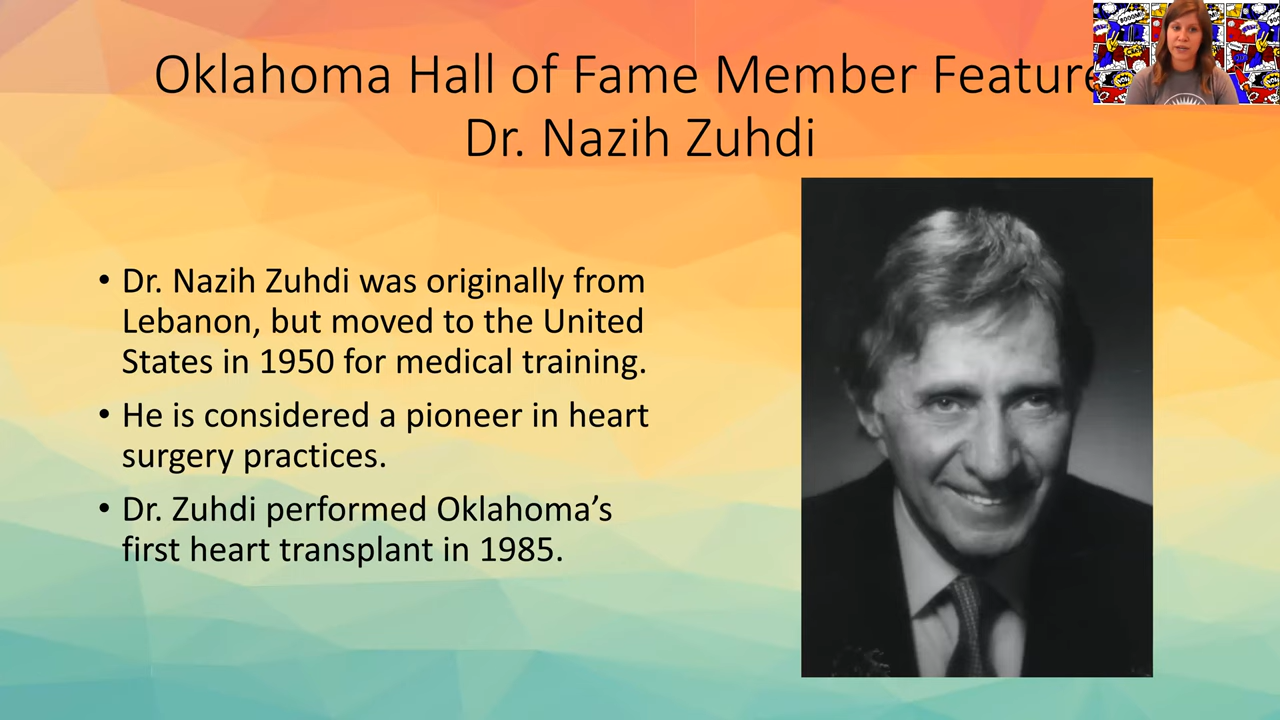 Oklahoma Hall of Fame Member Feature
Dr. Nazih Zuhdi
• Dr. Nazih Zuhdi was originally from
Lebanon, but moved to the United
States in 1950 for medical training.
• He is considered a pioneer in heart
surgery practices.
• Dr. Zuhdi performed Oklahoma’s
first heart transplant in 1985.